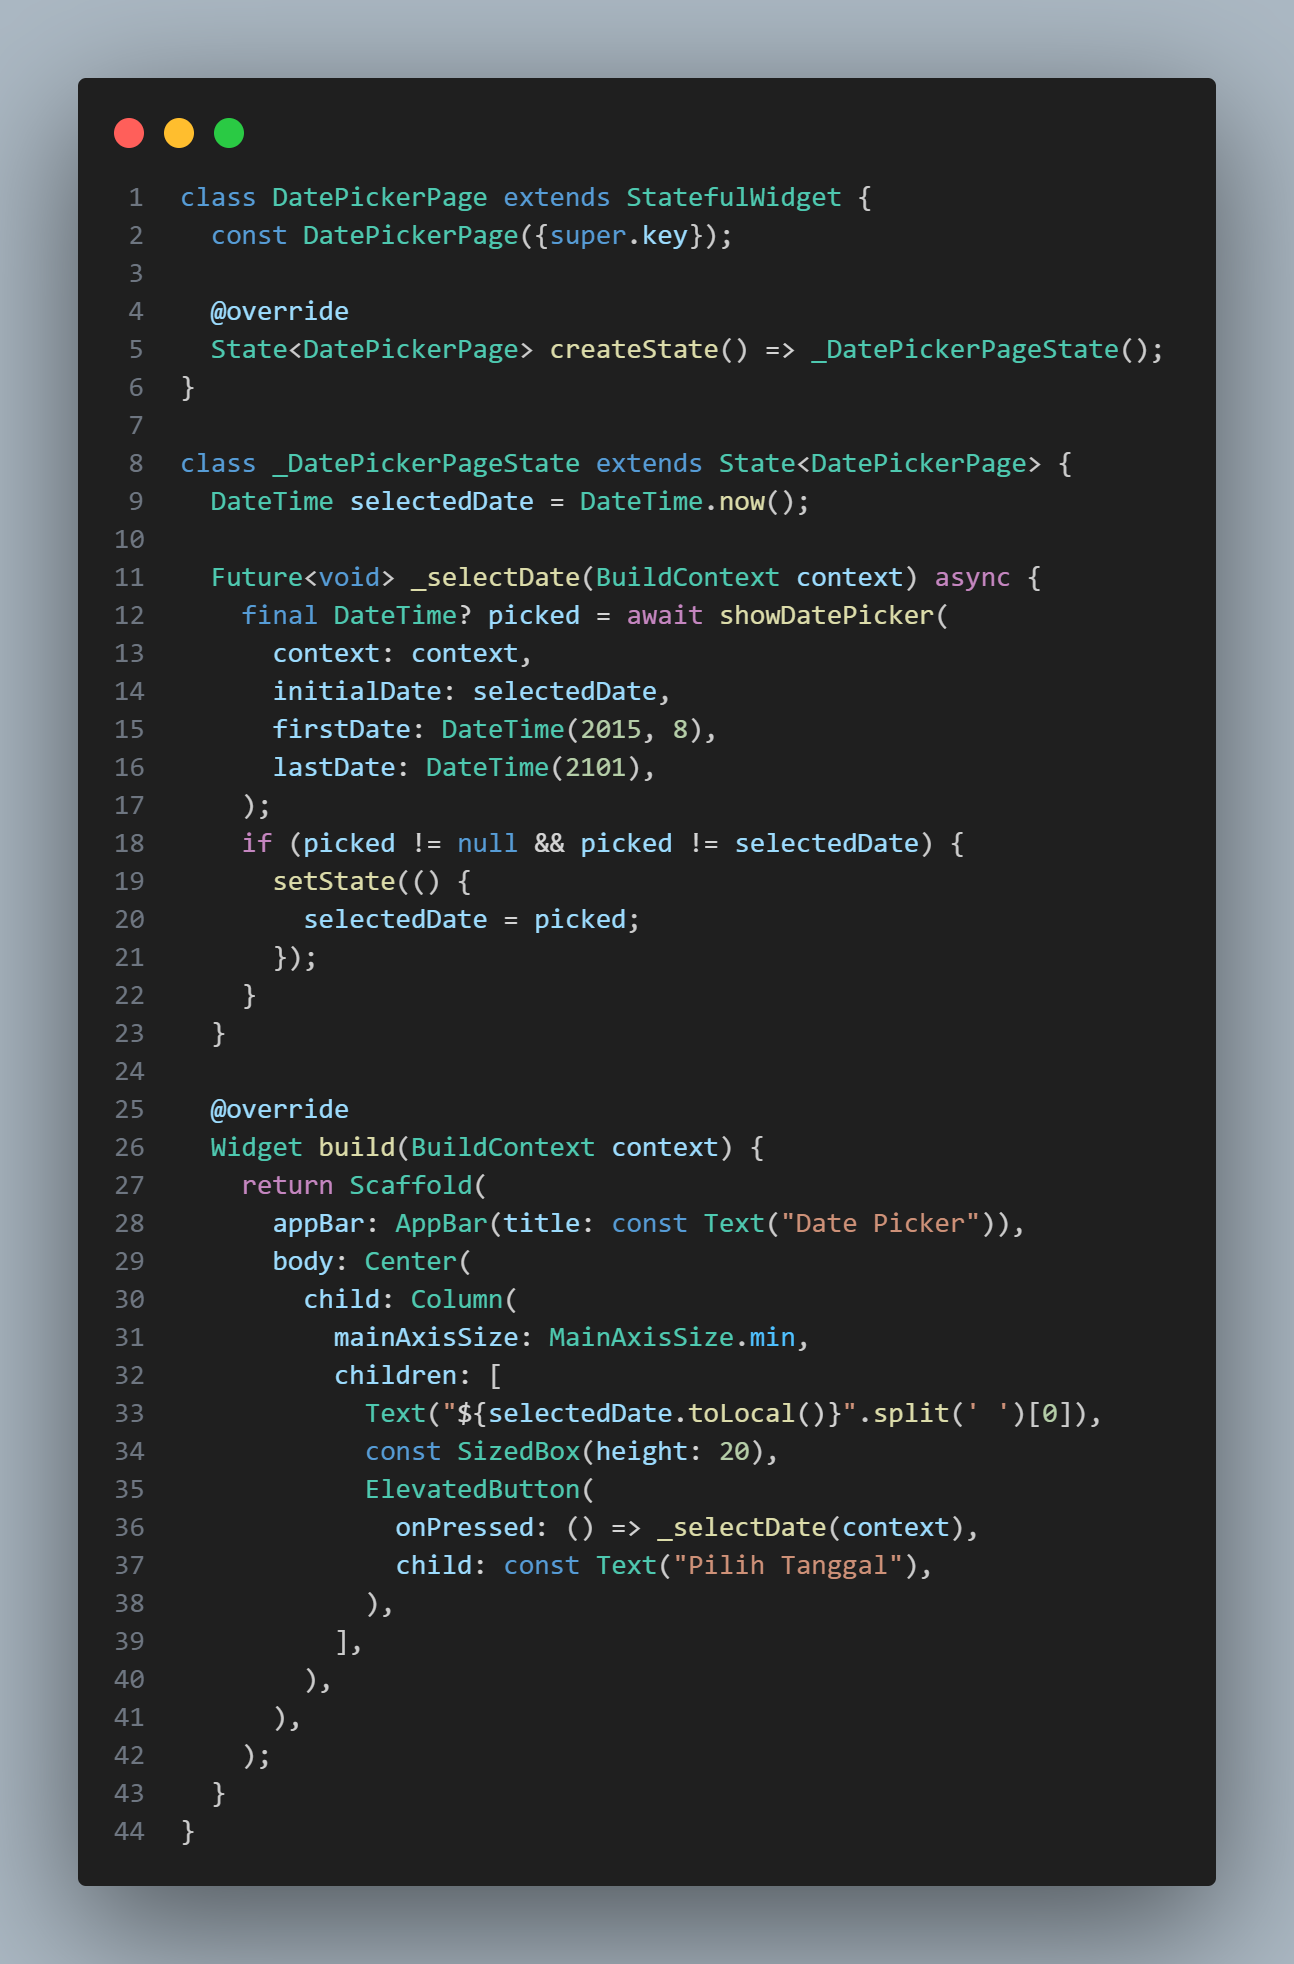 1 class DatePickerPage extends StatefulWidget {
2   const DatePickerPage({super.key});
3
4   @override
5   State<DatePickerPage> createState() => _DatePickerPageState();
6 }
7
8 class _DatePickerPageState extends State<DatePickerPage> {
9   DateTime selectedDate = DateTime.now();
10
11   Future<void> _selectDate(BuildContext context) async {
12     final DateTime? picked = await showDatePicker(
13       context: context,
14       initialDate: selectedDate,
15       firstDate: DateTime(2015, 8),
16       lastDate: DateTime(2101),
17     );
18     if (picked != null && picked != selectedDate) {
19       setState(() {
20         selectedDate = picked;
21       });
22     }
23   }
24
25   @override
26   Widget build(BuildContext context) {
27     return Scaffold(
28       appBar: AppBar(title: const Text("Date Picker")),
29       body: Center(
30         child: Column(
31           mainAxisSize: MainAxisSize.min,
32           children: [
33             Text("${selectedDate.toLocal()}".split(' ')[0]),
34             const SizedBox(height: 20),
35             ElevatedButton(
36               onPressed: () => _selectDate(context),
37               child: const Text("Pilih Tanggal"),
38             ),
39           ],
40         ),
41       ),
42     );
43   }
44 }